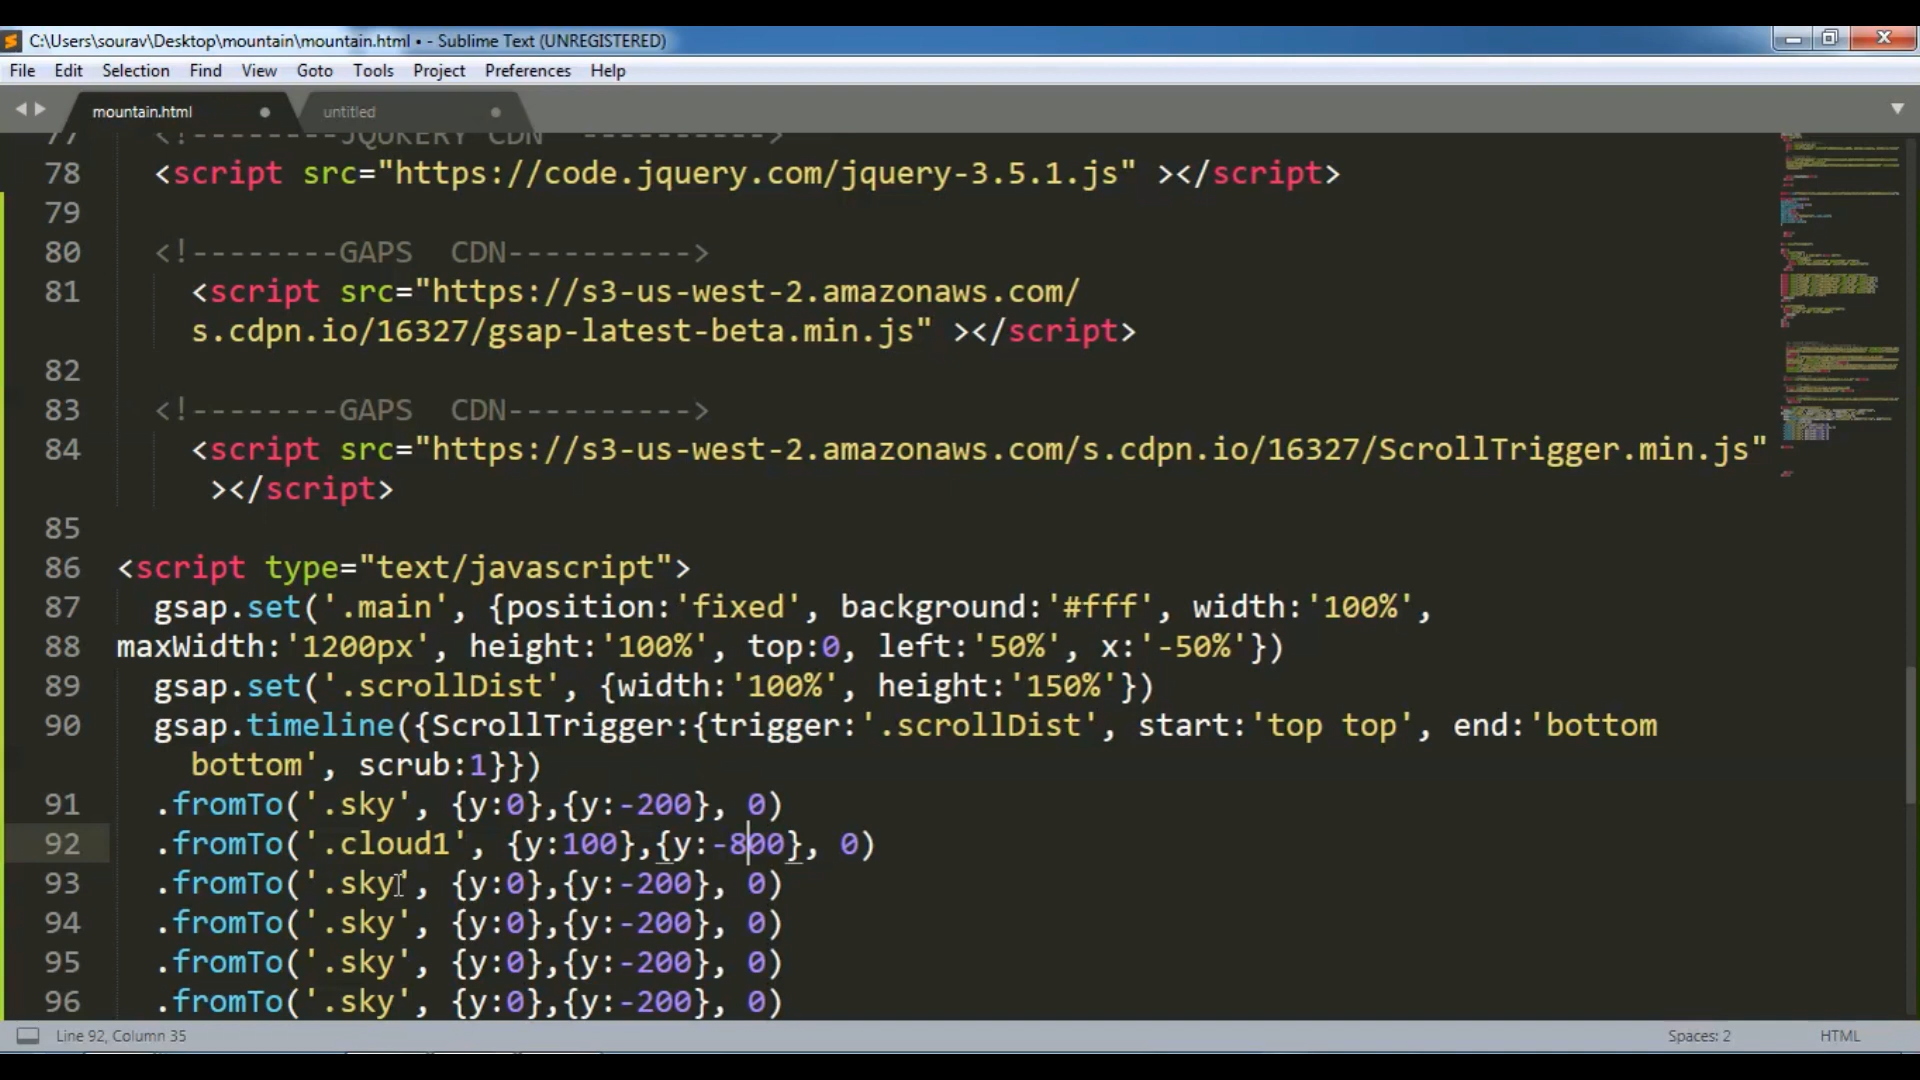 C:\Users\sourav\Desktop\mountain\mountain.html • - Sublime Text (UNREGISTERED)
File Edit Selection Find View Goto Tools Project Preferences Help
mountain.html untitled
77 <!--------JQUKERY CDN ---------->
78 <script src="https://code.jquery.com/jquery-3.5.1.js" ></script>
79
80 <!--------GAPS CDN---------->
81 <script src="https://s3-us-west-2.amazonaws.com/
s.cdpn.io/16327/gsap-latest-beta.min.js" ></script>
82
83 <!--------GAPS CDN---------->
84 <script src="https://s3-us-west-2.amazonaws.com/s.cdpn.io/16327/ScrollTrigger.min.js"
></script>
85
86 <script type="text/javascript">
87 gsap.set('.main', {position:'fixed', background:'#fff', width:'100%',
88 maxWidth:'1200px', height:'100%', top:0, left:'50%', x:'-50%'})
89 gsap.set('.scrollDist', {width:'100%', height:'150%'})
90 gsap.timeline({ScrollTrigger:{trigger:'.scrollDist', start:'top top', end:'bottom
bottom', scrub:1}})
91 .fromTo('.sky', {y:0},{y:-200}, 0)
92 .fromTo('.cloud1', {y:100},{y:-800}, 0)
93 .fromTo('.sky', {y:0},{y:-200}, 0)
94 .fromTo('.sky', {y:0},{y:-200}, 0)
95 .fromTo('.sky', {y:0},{y:-200}, 0)
96 .fromTo('.sky', {y:0},{y:-200}, 0)
Line 92, Column 35 Spaces: 2 HTML